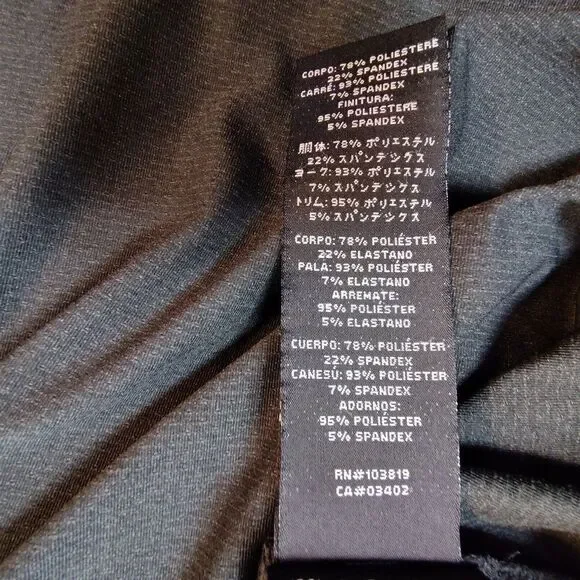 CORPO: 78% POLIESTERE
22% SPANDEX
CARRÉ: 93% POLIESTERE
7% SPANDEX
FINITURA:
95% POLIESTERE
5% SPANDEX
胴体: 78% ポリエステル
22% スパンデックス
ヨーク: 93% ポリエステル
7% スパンデックス
トリム: 95% ポリエステル
5% スパンデックス
CORPO: 78% POLIÉSTER
22% ELASTANO
PALA: 93% POLIÉSTER
7% ELASTANO
ARREMATE:
95% POLIÉSTER
5% ELASTANO
CUERPO: 78% POLIÉSTER
22% SPANDEX
CANESÚ: 93% POLIÉSTER
7% SPANDEX
ADORNOS:
95% POLIÉSTER
5% SPANDEX
RN#103819
CA#03402